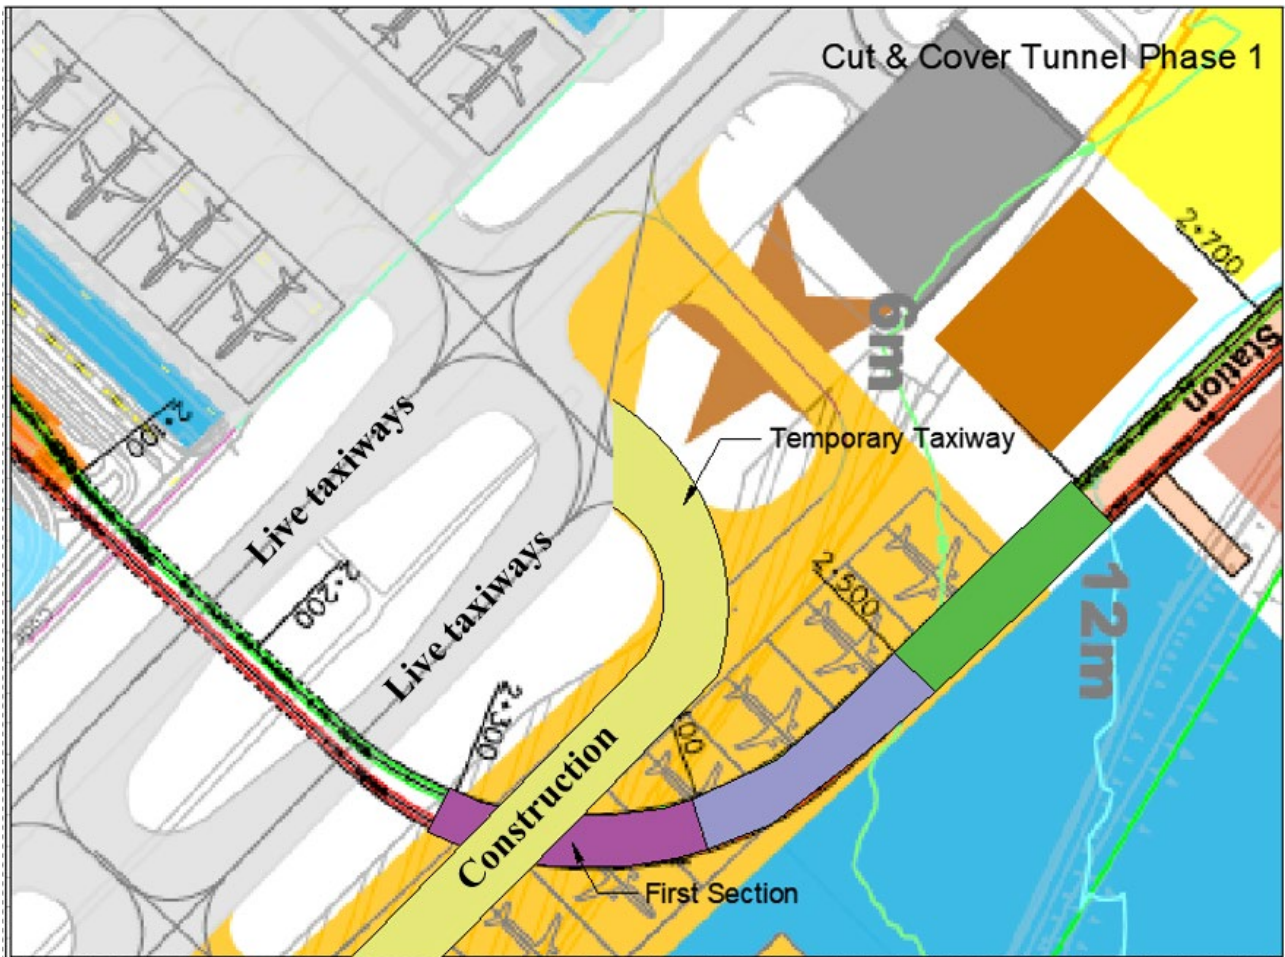 Cut & Cover Tunnel Phase 1
2+700
6m
Station
2+100
Live taxiways
Temporary Taxiway
Live taxiways
2+200
2+500
12m
2+300
00
Construction
First Section